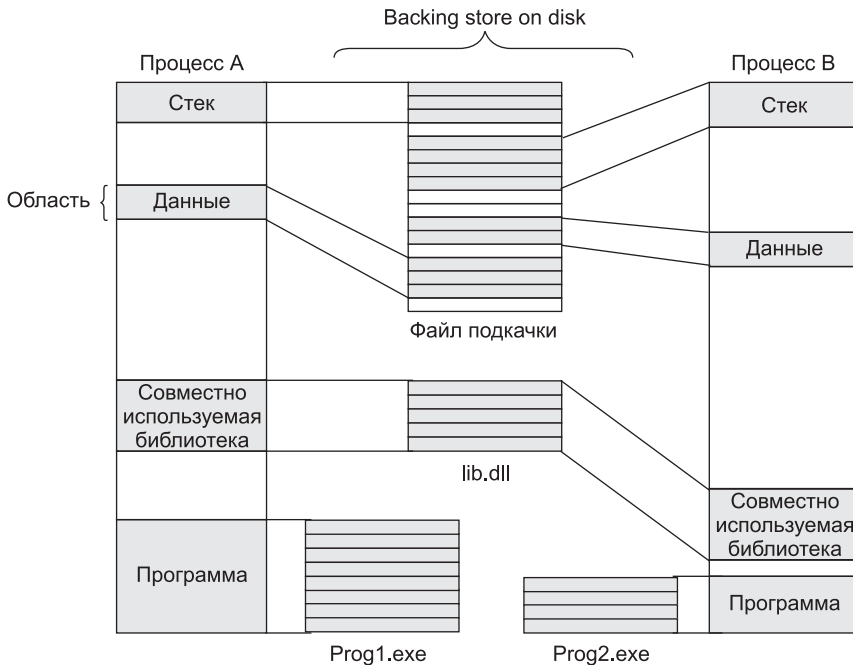 Backing store on disk
Процесс A
Процесс B
Стек
Стек
Область
Данные
Данные
Файл подкачки
Совместно
используемая
библиотека
lib.dll
Совместно
используемая
библиотека
Программа
Программа
Prog1.exe
Prog2.exe